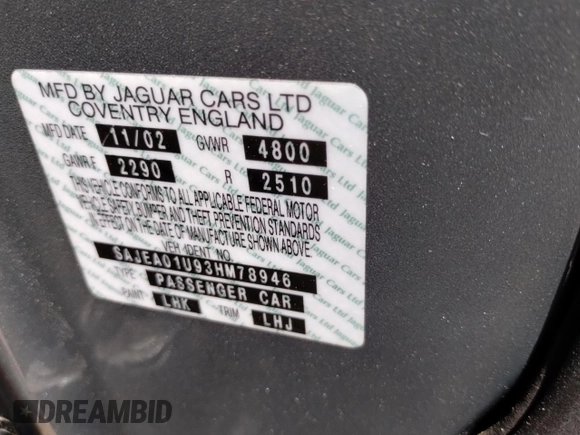 MFD BY JAGUAR CARS LTD
COVENTRY ENGLAND
MFD DATE 11/02 GVWR 4800
GAWR-F 2290 R 2510
THIS VEHICLE CONFORMS TO ALL APPLICABLE FEDERAL MOTOR
VEHICLE SAFETY, BUMPER AND THEFT PREVENTION STANDARDS
IN EFFECT ON THE DATE OF MANUFACTURE SHOWN ABOVE.
VEH IDENT NO.
SAJEA01U93HM78946
TYPE- PASSENGER CAR
PAINT- LHK TRIM LHJ
DREAMBID